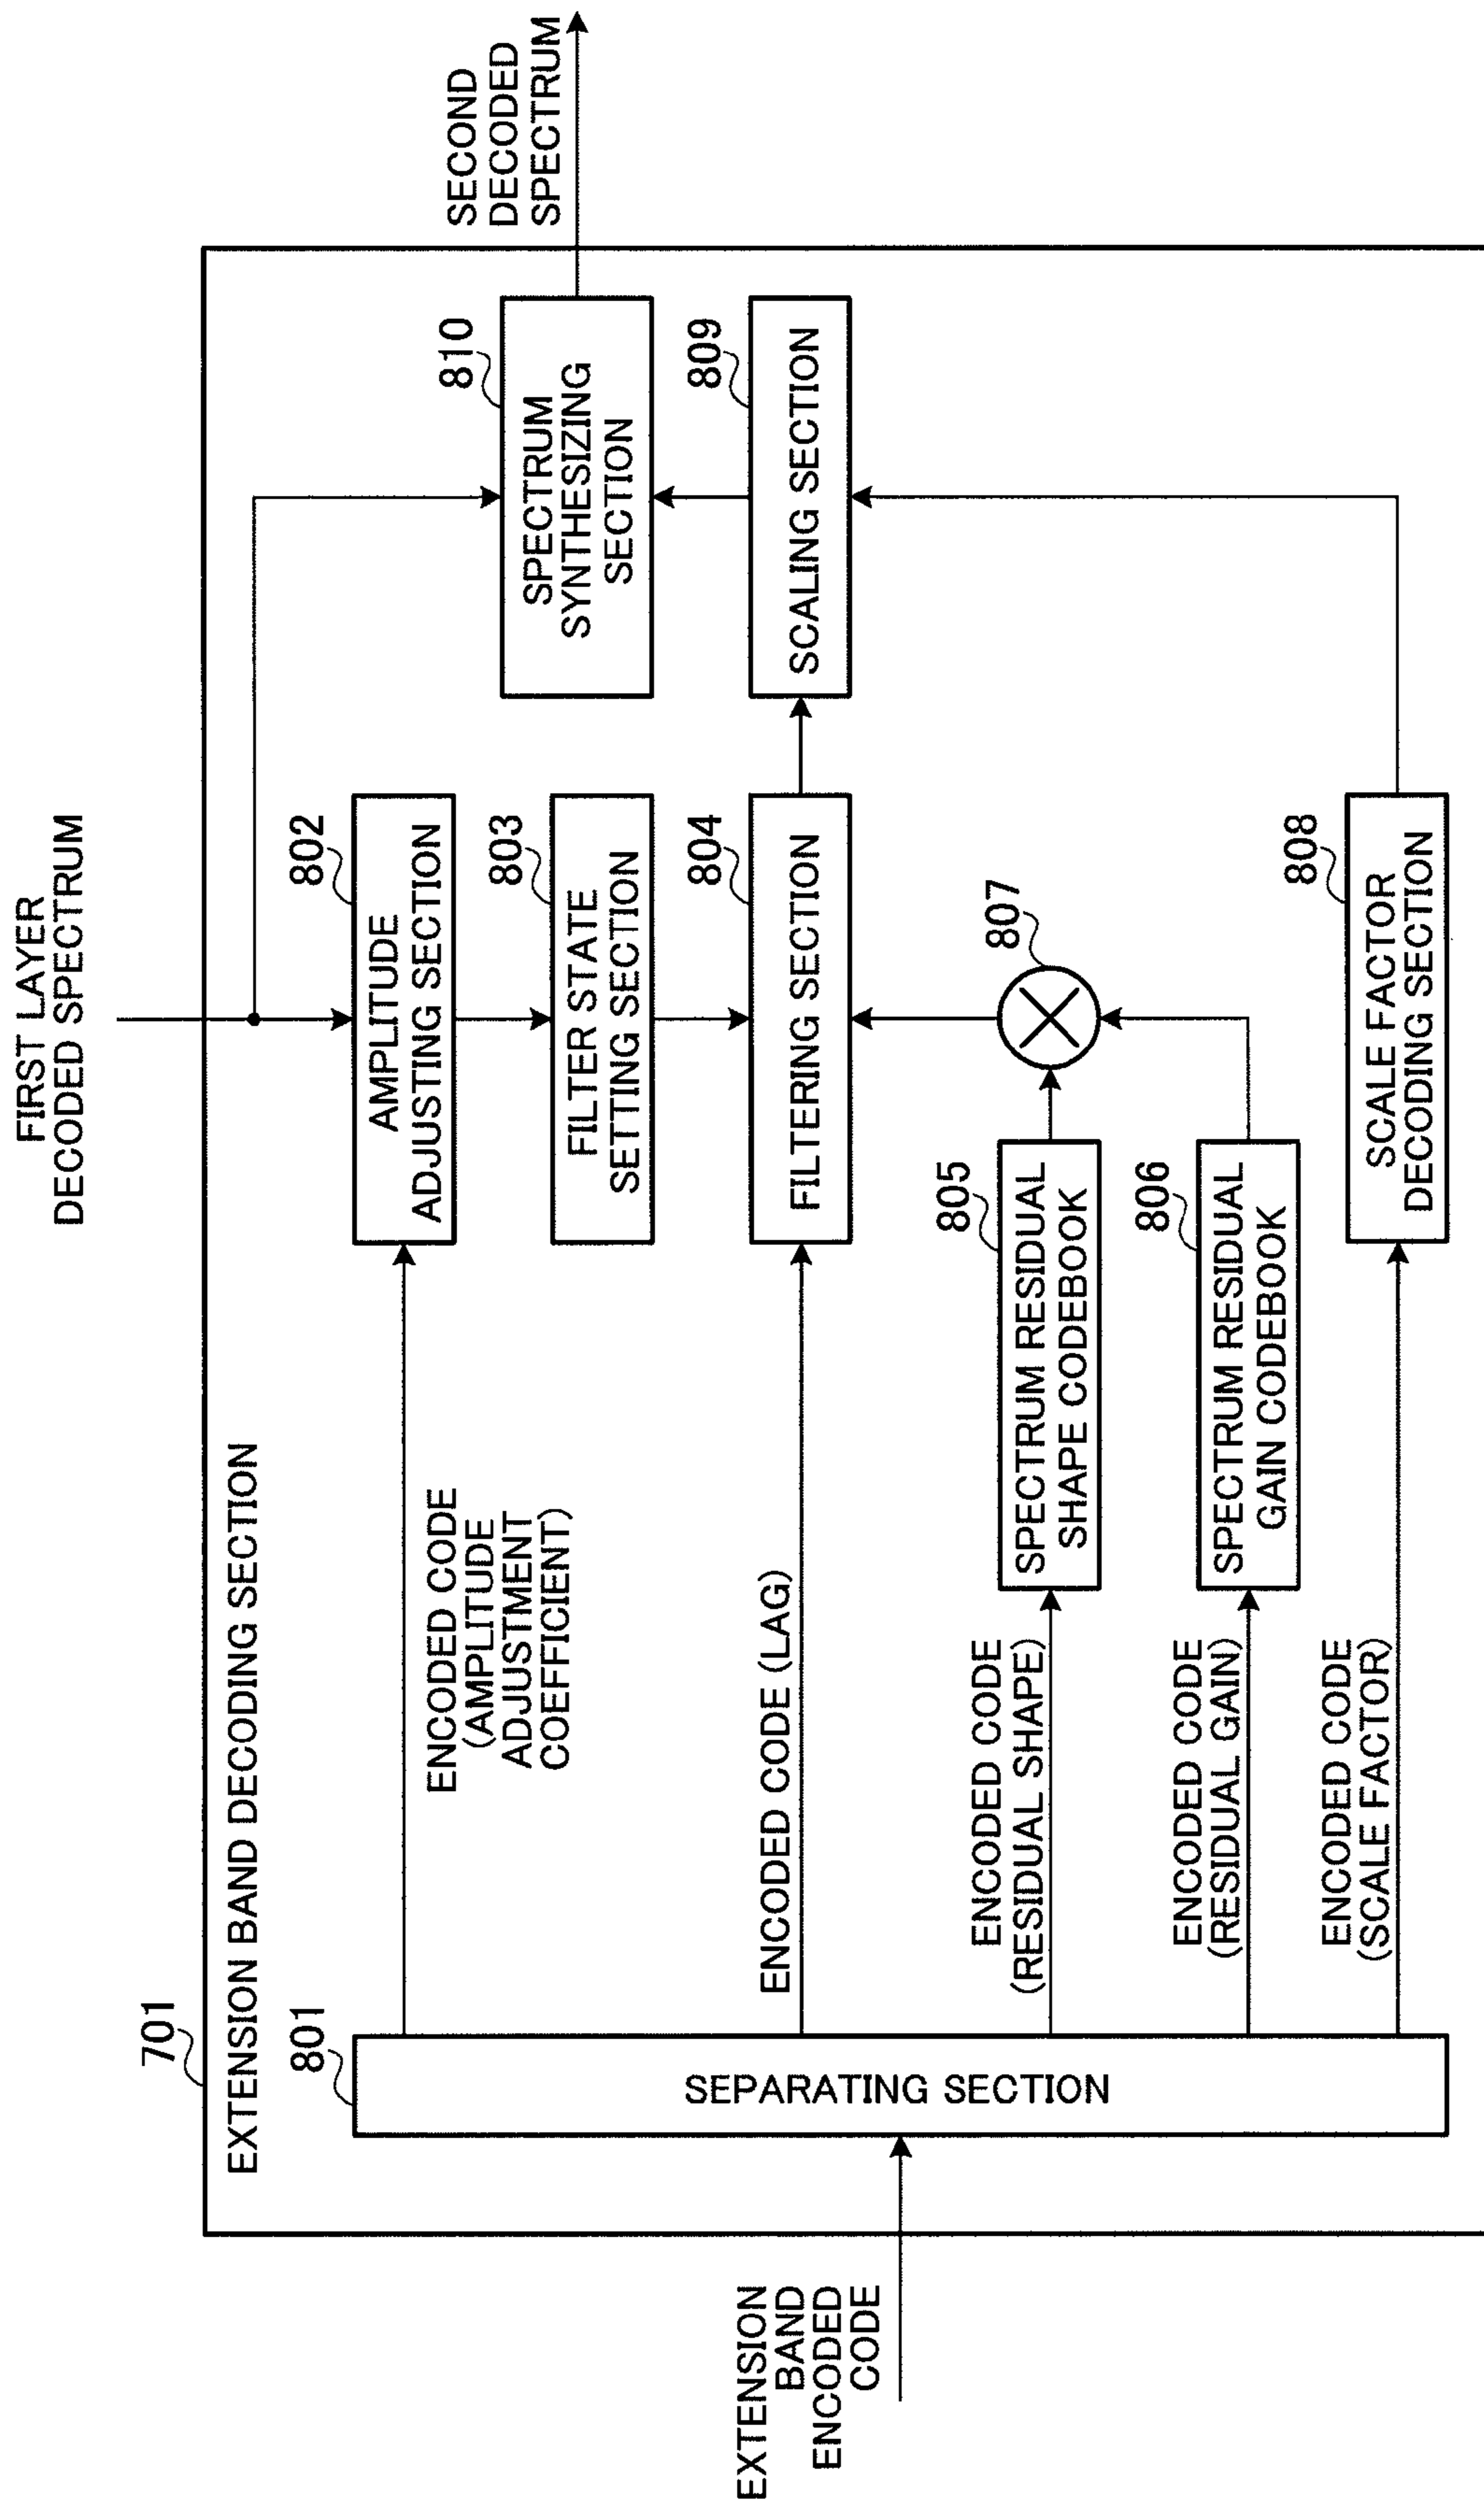 FIRST LAYER
DECODED SPECTRUM
701
EXTENSION BAND DECODING SECTION
801
SEPARATING SECTION
EXTENSION
BAND
ENCODED
CODE
ENCODED CODE
(AMPLITUDE
ADJUSTMENT
COEFFICIENT)
802
AMPLITUDE
ADJUSTING SECTION
803
FILTER STATE
SETTING SECTION
ENCODED CODE (LAG)
804
FILTERING SECTION
ENCODED CODE
(RESIDUAL SHAPE)
805
SPECTRUM RESIDUAL
SHAPE CODEBOOK
807
ENCODED CODE
(RESIDUAL GAIN)
806
SPECTRUM RESIDUAL
GAIN CODEBOOK
ENCODED CODE
(SCALE FACTOR)
808
SCALE FACTOR
DECODING SECTION
810
SPECTRUM
SYNTHESIZING
SECTION
809
SCALING SECTION
SECOND
DECODED
SPECTRUM